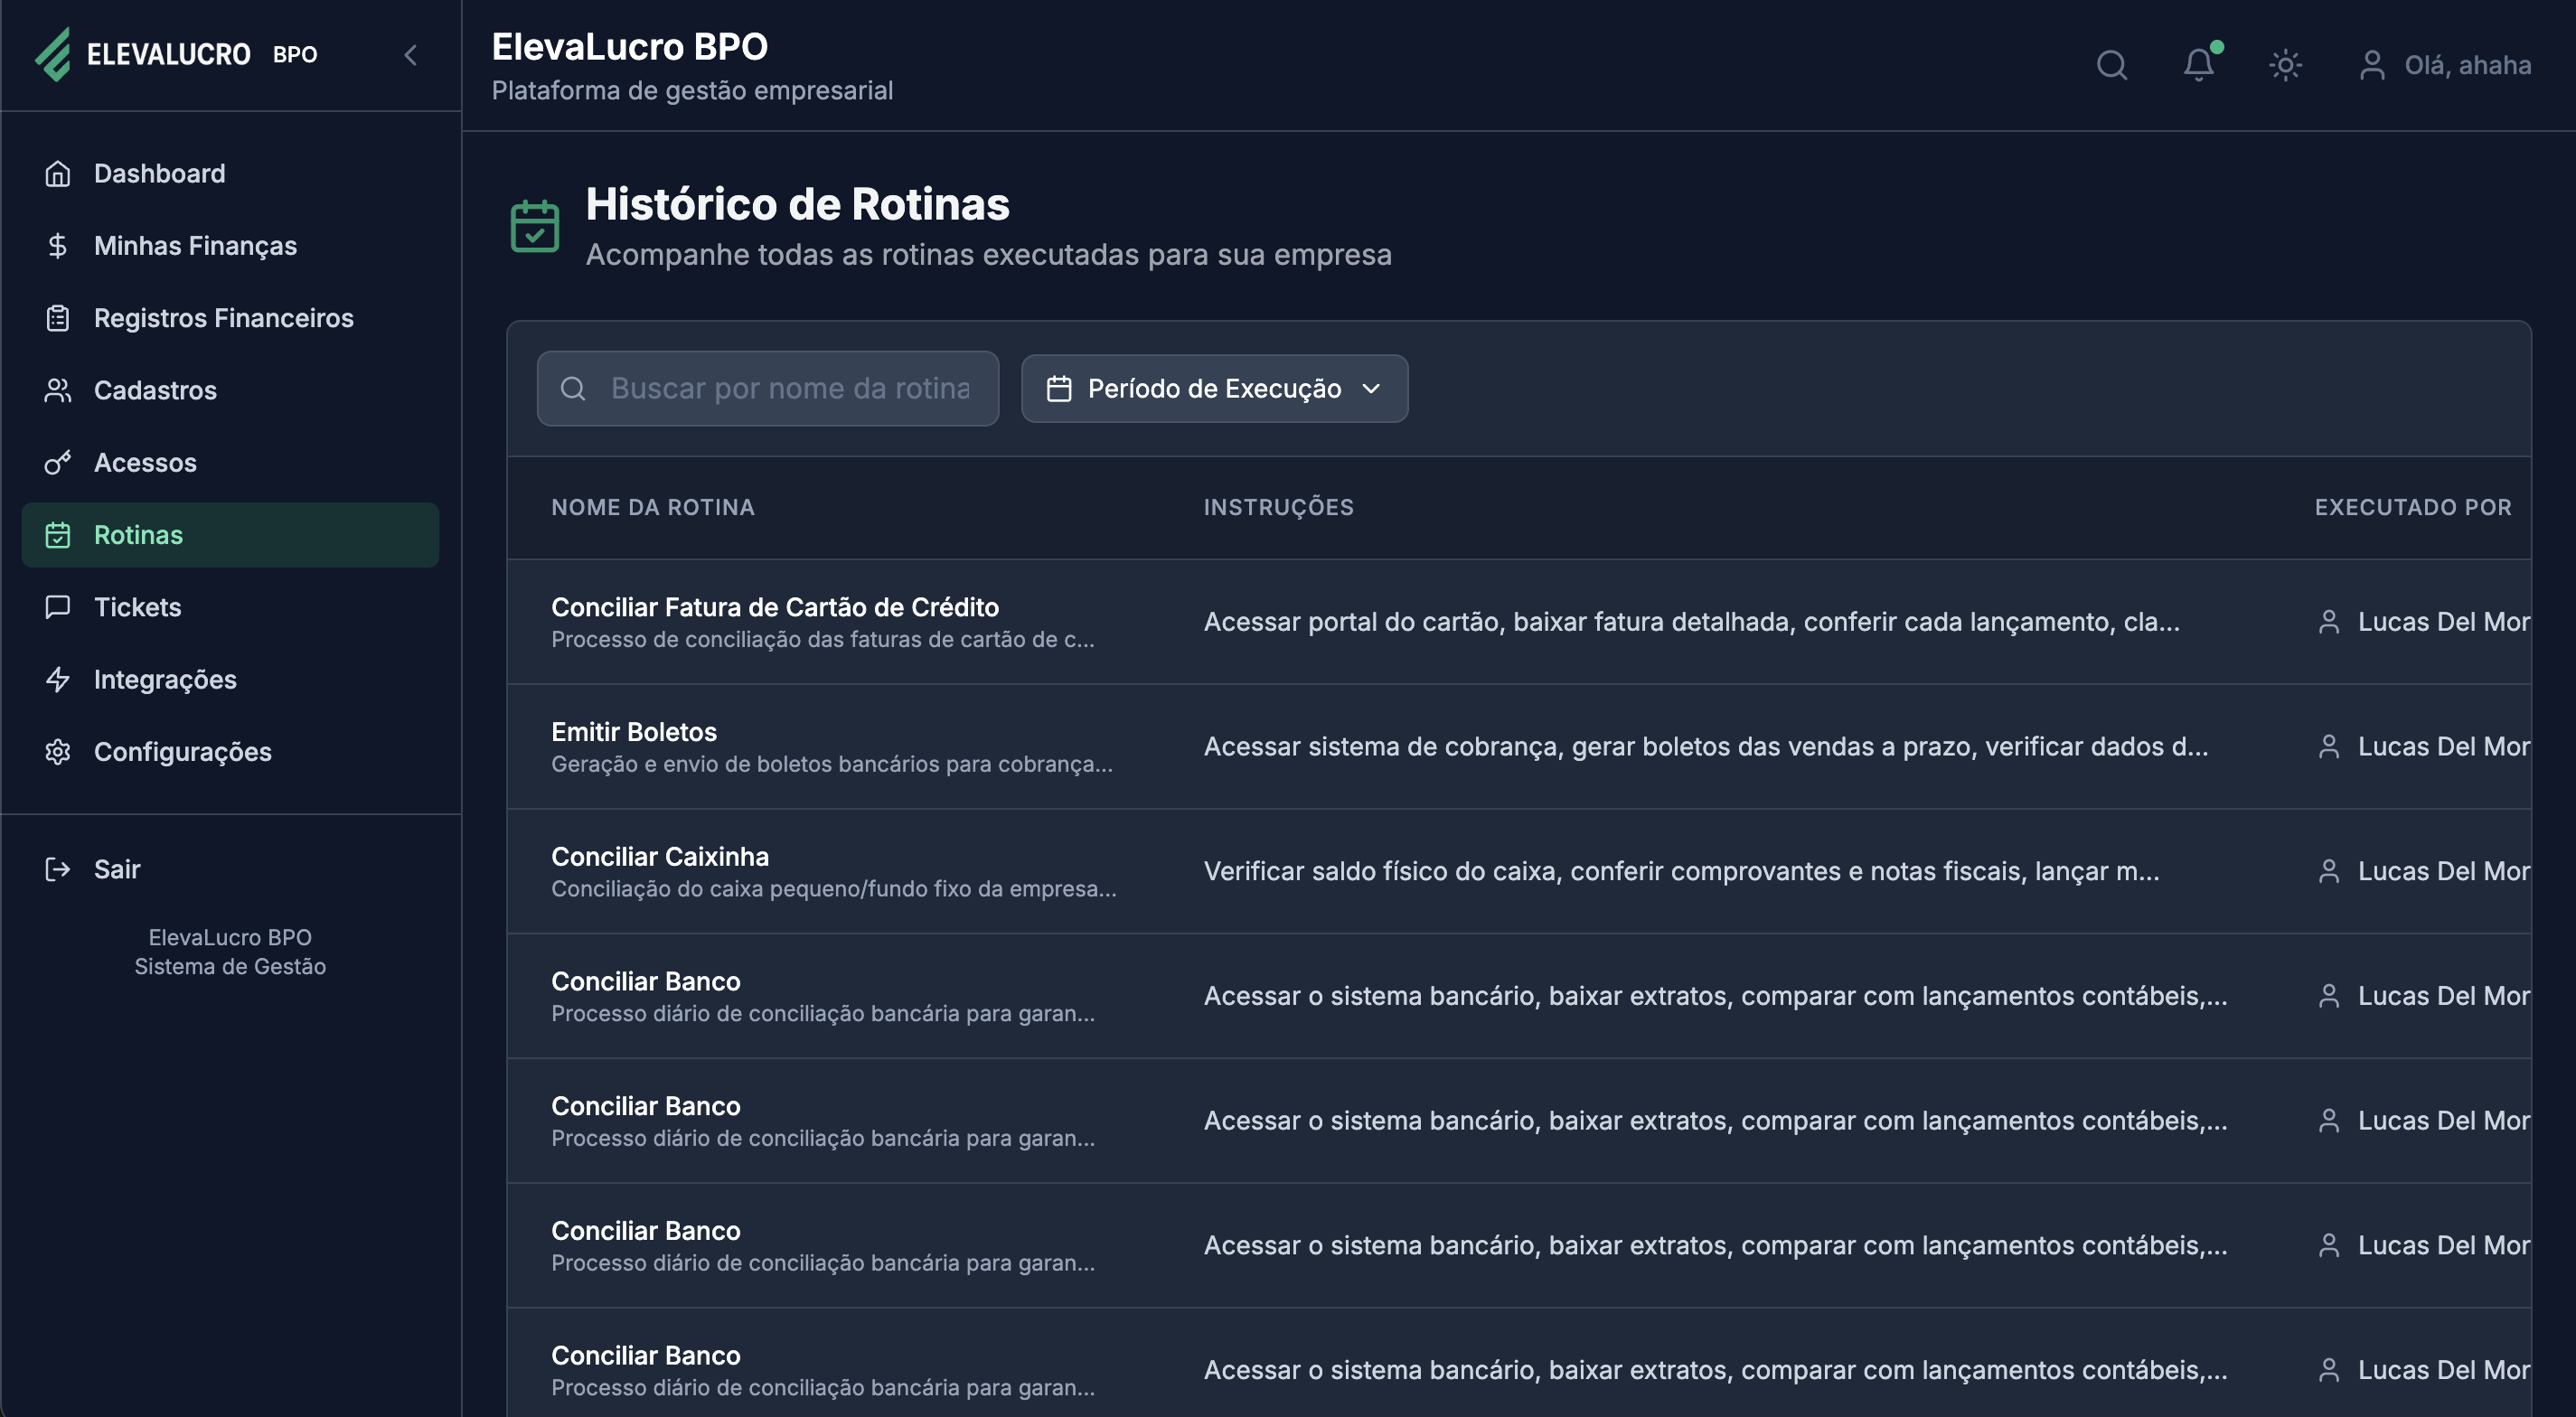 ELEVALUCRO BPO
Dashboard
Minhas Finanças
Registros Financeiros
Cadastros
Acessos
Rotinas
Tickets
Integrações
Configurações
Sair
ElevaLucro BPO
Sistema de Gestão
ElevaLucro BPO
Plataforma de gestão empresarial
Olá, ahaha
Histórico de Rotinas
Acompanhe todas as rotinas executadas para sua empresa
Buscar por nome da rotina
Período de Execução
NOME DA ROTINA INSTRUÇÕES EXECUTADO POR
Conciliar Fatura de Cartão de Crédito
Processo de conciliação das faturas de cartão de c...
Acessar portal do cartão, baixar fatura detalhada, conferir cada lançamento, cla...
Lucas Del Mor
Emitir Boletos
Geração e envio de boletos bancários para cobrança...
Acessar sistema de cobrança, gerar boletos das vendas a prazo, verificar dados d...
Lucas Del Mor
Conciliar Caixinha
Conciliação do caixa pequeno/fundo fixo da empresa...
Verificar saldo físico do caixa, conferir comprovantes e notas fiscais, lançar m...
Lucas Del Mor
Conciliar Banco
Processo diário de conciliação bancária para garan...
Acessar o sistema bancário, baixar extratos, comparar com lançamentos contábeis,...
Lucas Del Mor
Conciliar Banco
Processo diário de conciliação bancária para garan...
Acessar o sistema bancário, baixar extratos, comparar com lançamentos contábeis,...
Lucas Del Mor
Conciliar Banco
Processo diário de conciliação bancária para garan...
Acessar o sistema bancário, baixar extratos, comparar com lançamentos contábeis,...
Lucas Del Mor
Conciliar Banco
Processo diário de conciliação bancária para garan...
Acessar o sistema bancário, baixar extratos, comparar com lançamentos contábeis,...
Lucas Del Mor